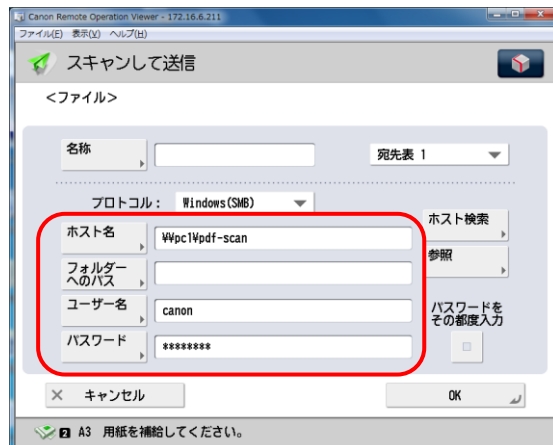 Canon Remote Operation Viewer - 172.16.6.211
ファイル(F) 表示(V) ヘルプ(H)
スキャンして送信
<ファイル>
名称
宛先表 1
プロトコル： Windows(SMB)
ホスト名 ¥¥pc1¥pdf-scan
ホスト検索
フォルダー
へのパス
参照
ユーザー名 canon
パスワード ********
パスワードを
その都度入力
× キャンセル
OK
2 A3 用紙を補給してください。